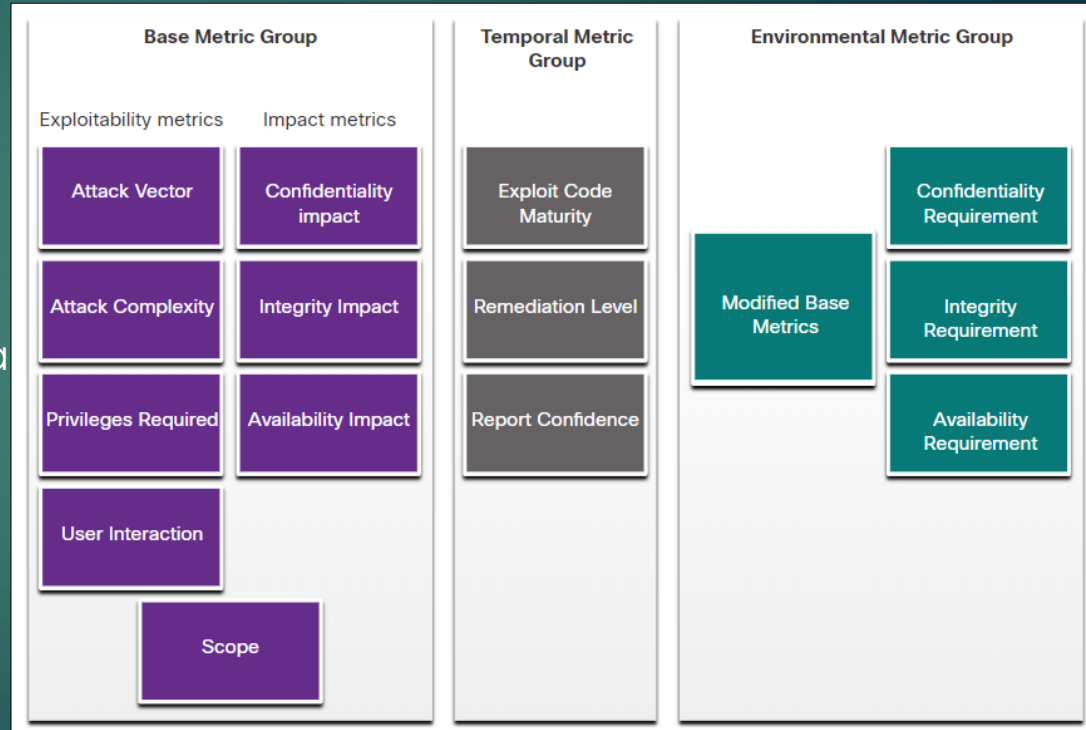 Base Metric Group
Exploitability metrics
Impact metrics
Attack Vector
Confidentiality
impact
Attack Complexity
Integrity Impact
Privileges Required
Availability Impact
User Interaction
Scope
Temporal Metric
Group
Exploit Code
Maturity
Remediation Level
Report Confidence
Environmental Metric Group
Modified Base
Metrics
Confidentiality
Requirement
Integrity
Requirement
Availability
Requirement